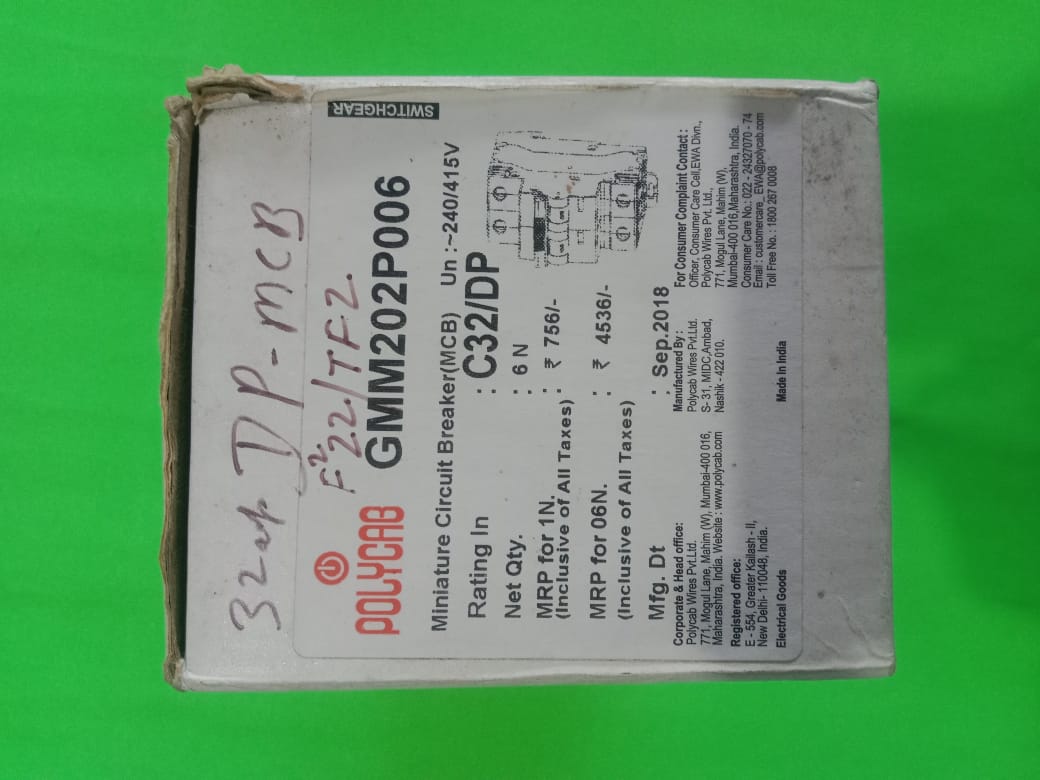 32ap DP-MCB
F2. 22/TF2.
SWITCHGEAR
POLYCAB GMM202P006
Miniature Circuit Breaker(MCB) Un :~240/415V
Rating In : C32/DP
Net Qty. : 6 N
MRP for 1N. : ₹ 756/-
(Inclusive of All Taxes)
MRP for 06N. : ₹ 4536/-
(Inclusive of All Taxes)
Mfg. Dt : Sep.2018
Corporate & Head office:
Polycab Wires Pvt.Ltd.
771, Mogul Lane, Mahim (W), Mumbai-400 016,
Maharashtra, India. Website : www.polycab.com
Registered office:
E - 554, Greater Kailash - II,
New Delhi- 110048, India.
Electrical Goods
Manufactured By :
Polycab Wires Pvt.Ltd.
S- 31, MIDC,Ambad,
Nashik - 422 010.
Made in India
For Consumer Complaint Contact :
Officer, Consumer Care Cell,EWA Divn.,
Polycab Wires Pvt. Ltd.,
771, Mogul Lane, Mahim (W),
Mumbai-400 016,Maharashtra, India.
Consumer Care No.: 022 - 24327070 - 74
Email : customercare_EWA@polycab.com
Toll Free No. : 1800 267 0008